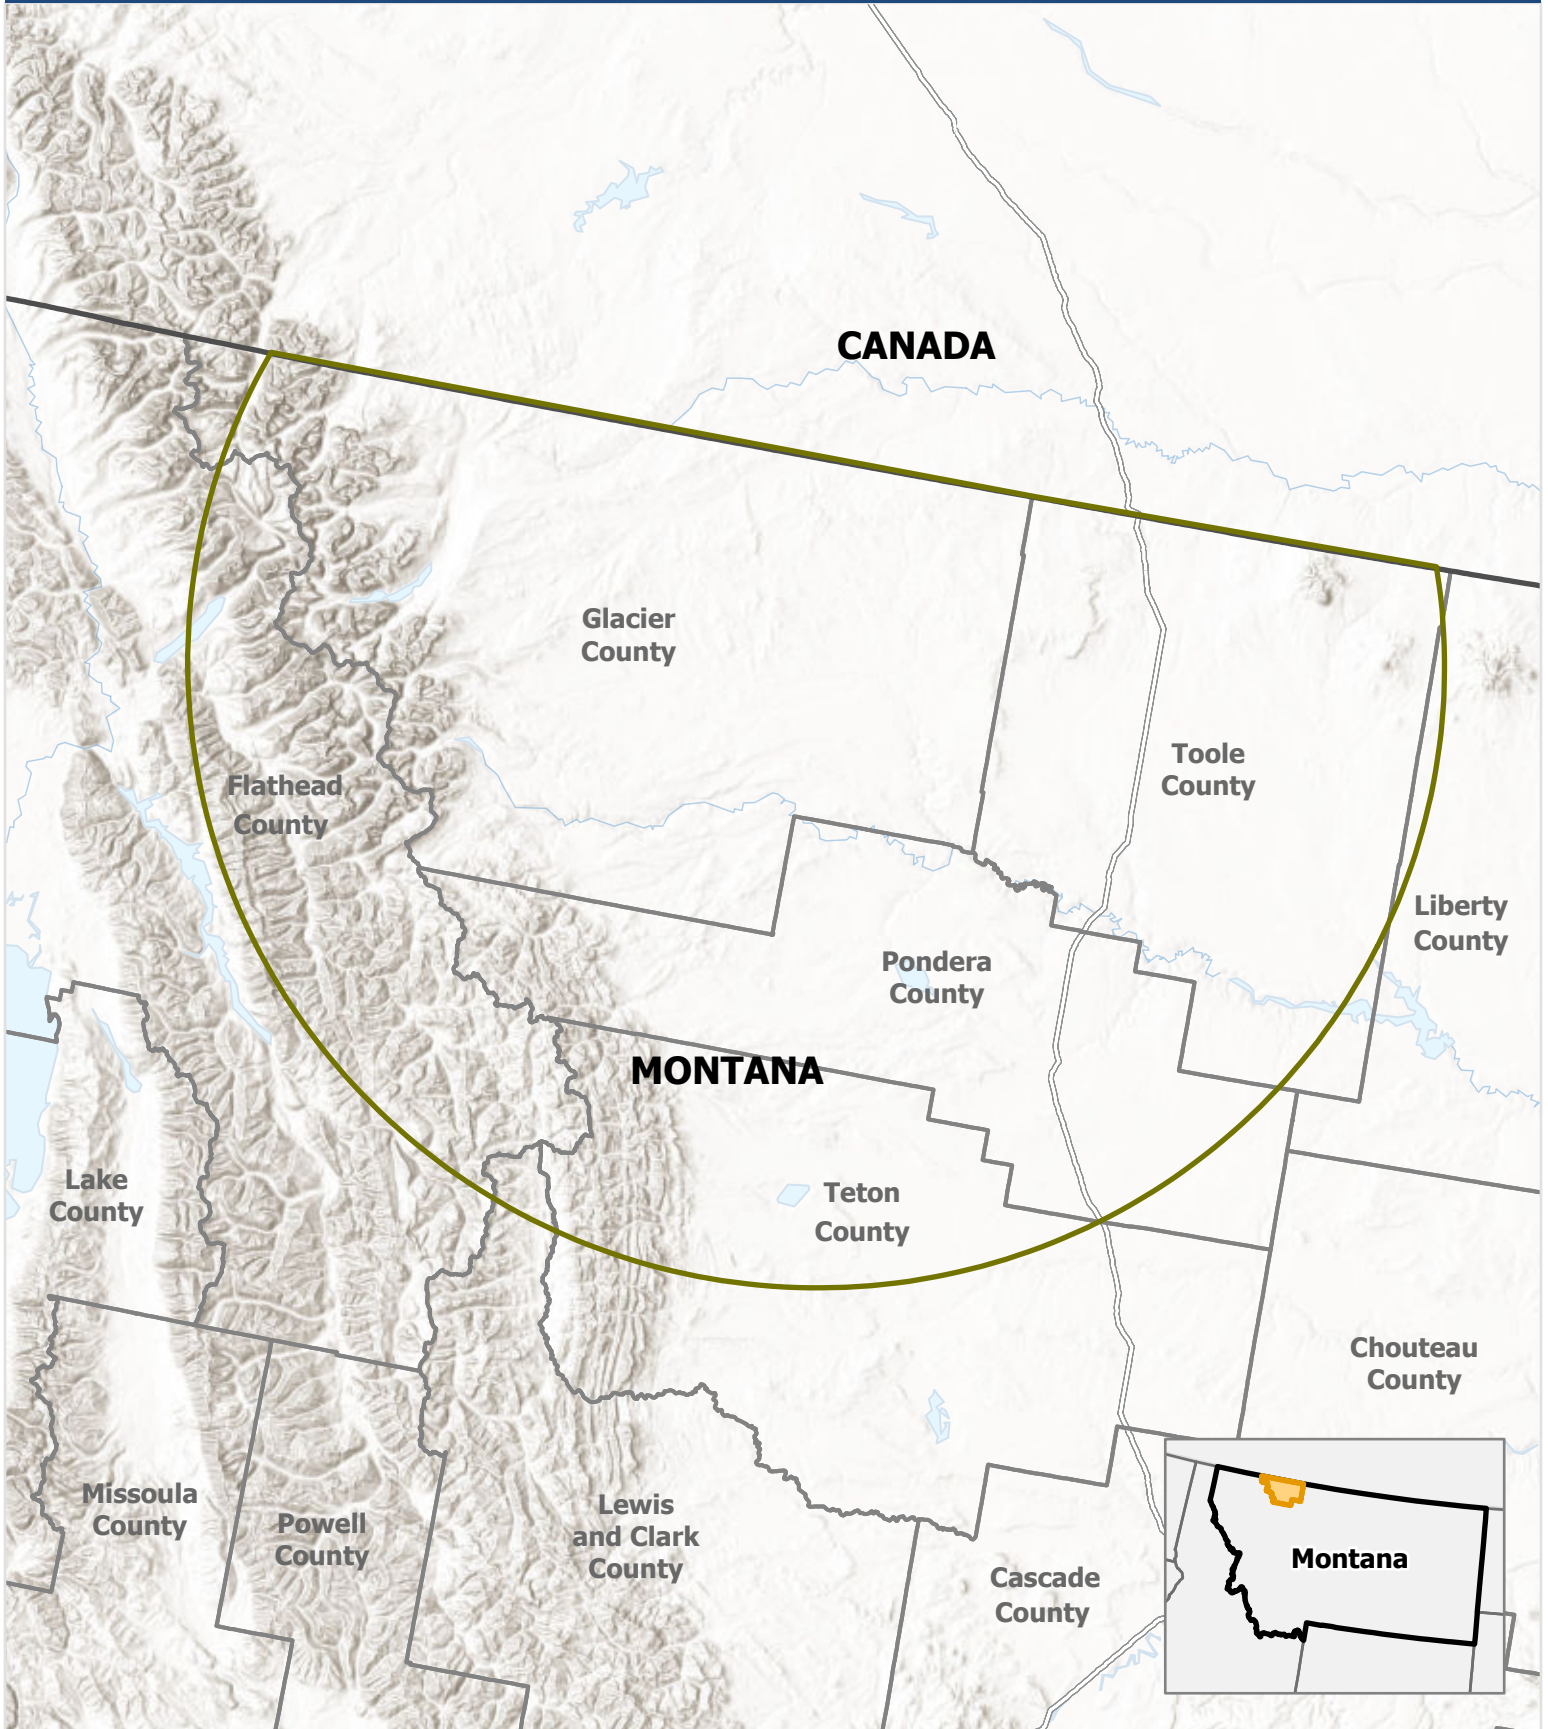 CANADA
Glacier
County
Toole
County
Flathead
County
Liberty
County
Pondera
County
MONTANA
Lake
County
Teton
County
Chouteau
County
Missoula
County
Powell
County
Lewis
and Clark
County
Cascade
County
Montana